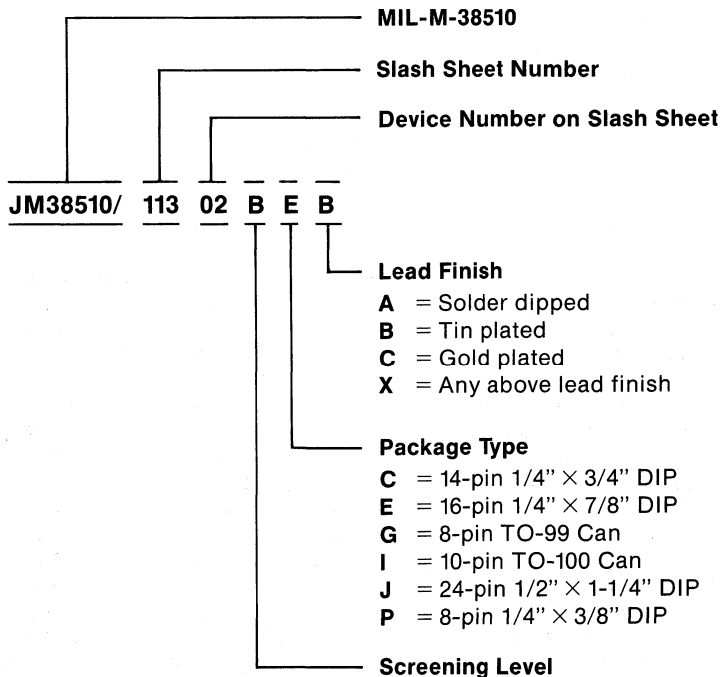 MIL-M-38510
Slash Sheet Number
Device Number on Slash Sheet
JM38510/ 113 02 B E B
Lead Finish
A = Solder dipped
B = Tin plated
C = Gold plated
X = Any above lead finish
Package Type
C = 14-pin 1/4” × 3/4” DIP
E = 16-pin 1/4” × 7/8” DIP
G = 8-pin TO-99 Can
I = 10-pin TO-100 Can
J = 24-pin 1/2” × 1-1/4” DIP
P = 8-pin 1/4” × 3/8” DIP
Screening Level